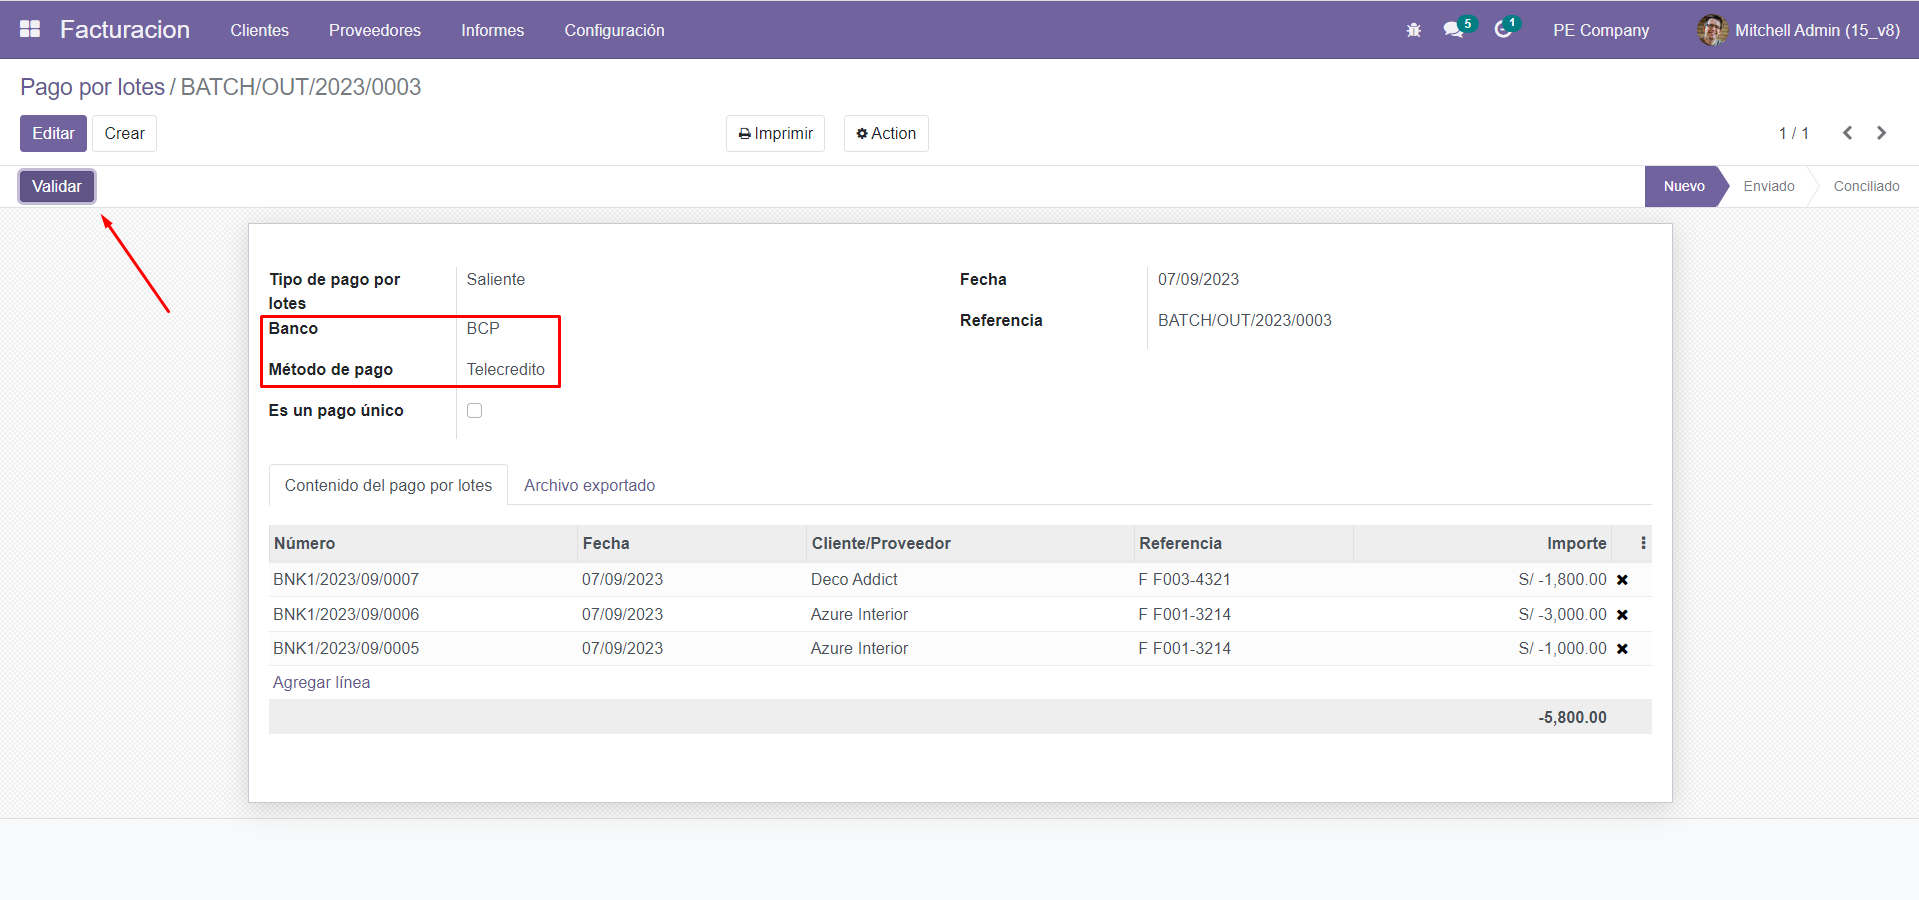 Facturacion Clientes Proveedores Informes Configuración 5 1 PE Company Mitchell Admin (15_v8)
Pago por lotes / BATCH/OUT/2023/0003
Editar Crear Imprimir Action 1 / 1
Validar Nuevo Enviado Conciliado
Tipo de pago por lotes Saliente Fecha 07/09/2023
Banco BCP Referencia BATCH/OUT/2023/0003
Método de pago Telecredito
Es un pago único
Contenido del pago por lotes Archivo exportado
Número Fecha Cliente/Proveedor Referencia Importe
BNK1/2023/09/0007 07/09/2023 Deco Addict F F003-4321 S/ -1,800.00
BNK1/2023/09/0006 07/09/2023 Azure Interior F F001-3214 S/ -3,000.00
BNK1/2023/09/0005 07/09/2023 Azure Interior F F001-3214 S/ -1,000.00
Agregar línea
-5,800.00